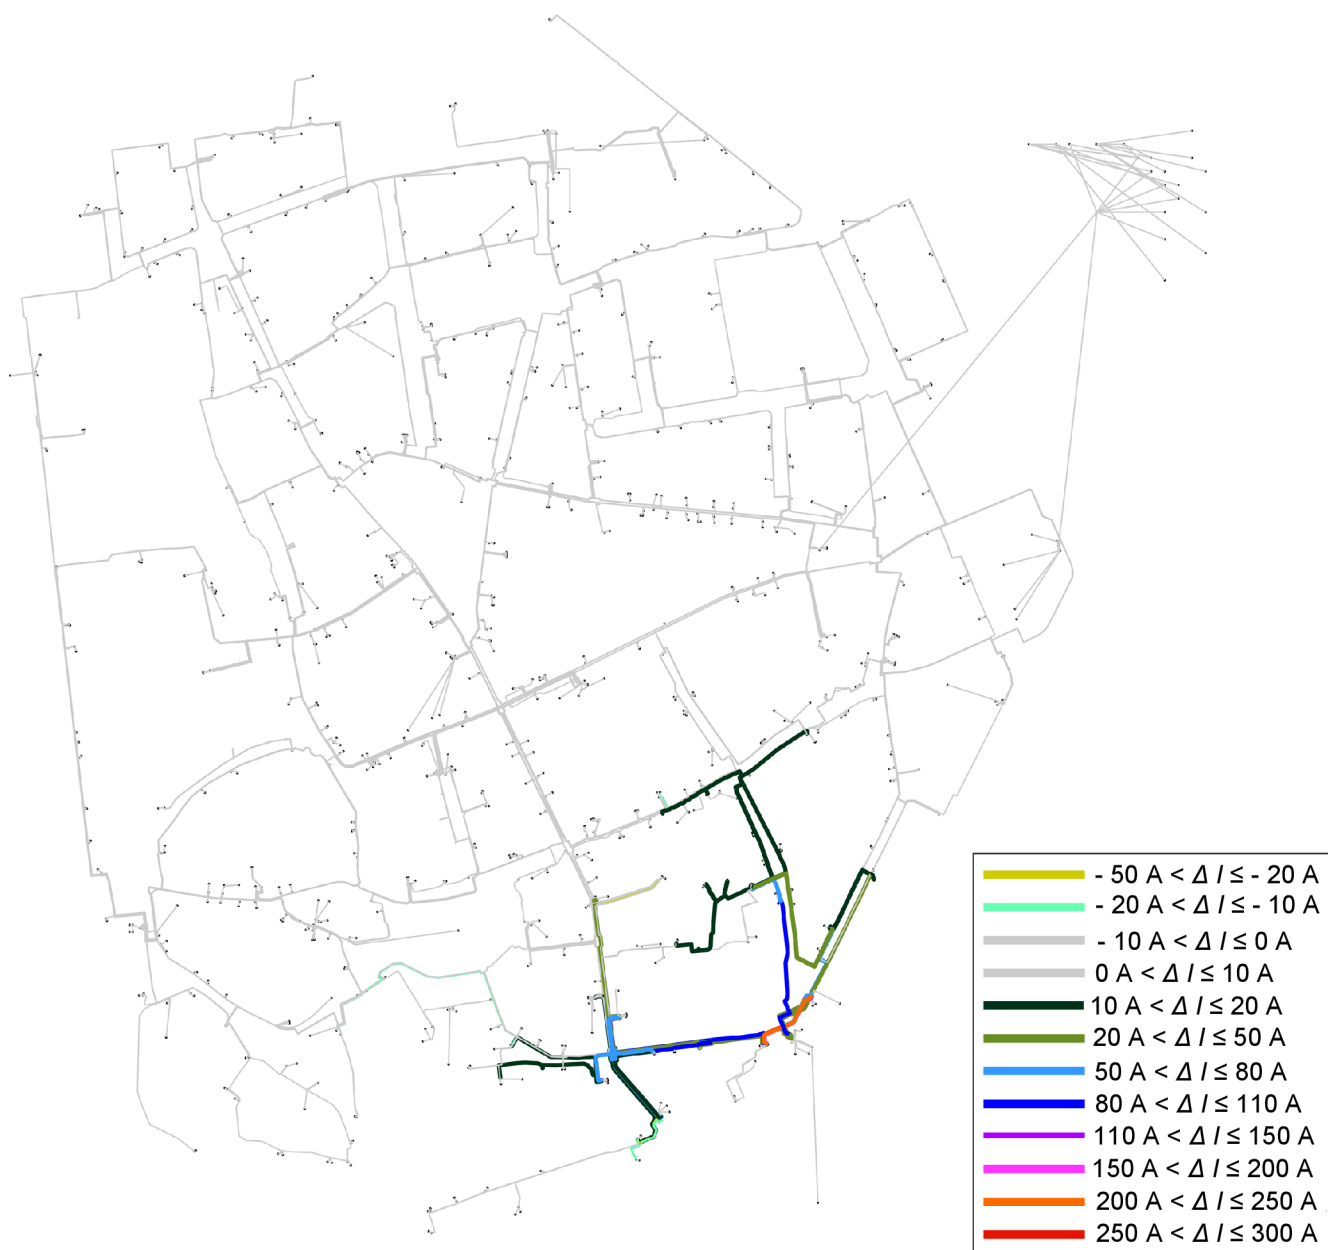 - 50 A < Δ I ≤ - 20 A
- 20 A < Δ I ≤ - 10 A
- 10 A < Δ I ≤ 0 A
0 A < Δ I ≤ 10 A
10 A < Δ I ≤ 20 A
20 A < Δ I ≤ 50 A
50 A < Δ I ≤ 80 A
80 A < Δ I ≤ 110 A
110 A < Δ I ≤ 150 A
150 A < Δ I ≤ 200 A
200 A < Δ I ≤ 250 A
250 A < Δ I ≤ 300 A